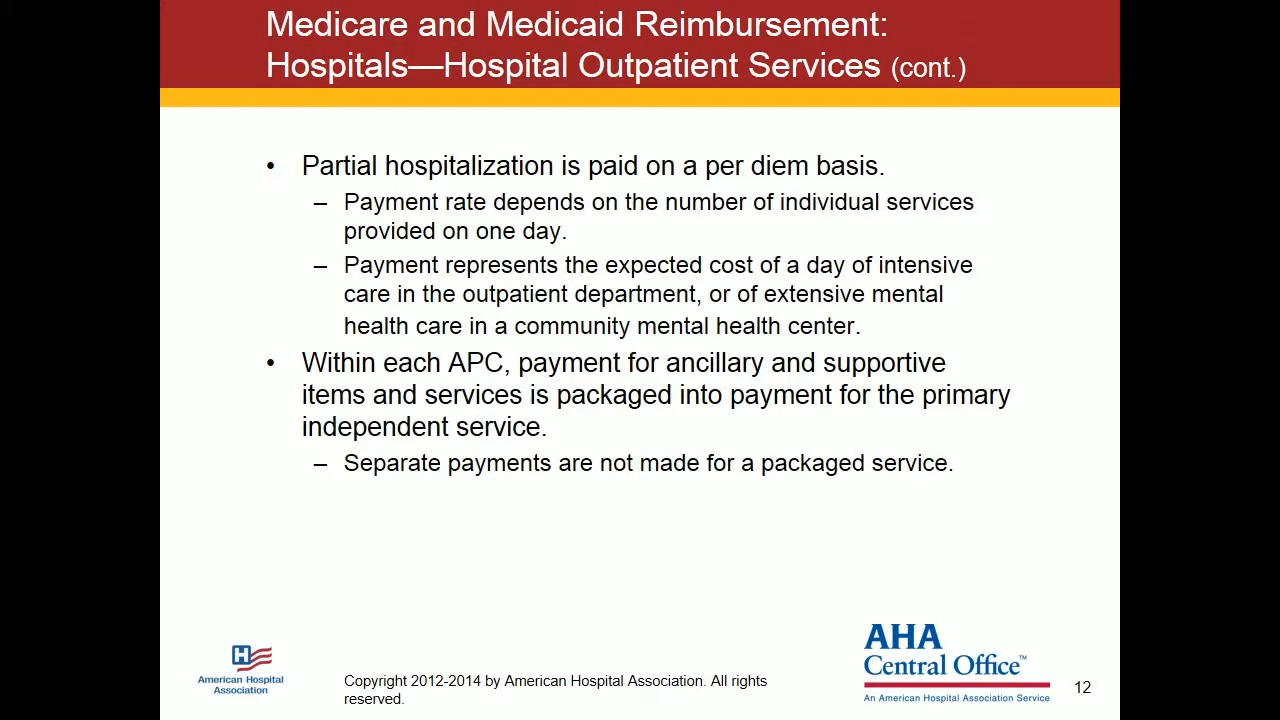 Medicare and Medicaid Reimbursement:
Hospitals—Hospital Outpatient Services (cont.)
• Partial hospitalization is paid on a per diem basis.
– Payment rate depends on the number of individual services
provided on one day.
– Payment represents the expected cost of a day of intensive
care in the outpatient department, or of extensive mental
health care in a community mental health center.
• Within each APC, payment for ancillary and supportive
items and services is packaged into payment for the primary
independent service.
– Separate payments are not made for a packaged service.
H
American Hospital
Association
Copyright 2012-2014 by American Hospital Association. All rights
reserved.
AHA
Central Office™
An American Hospital Association Service
12